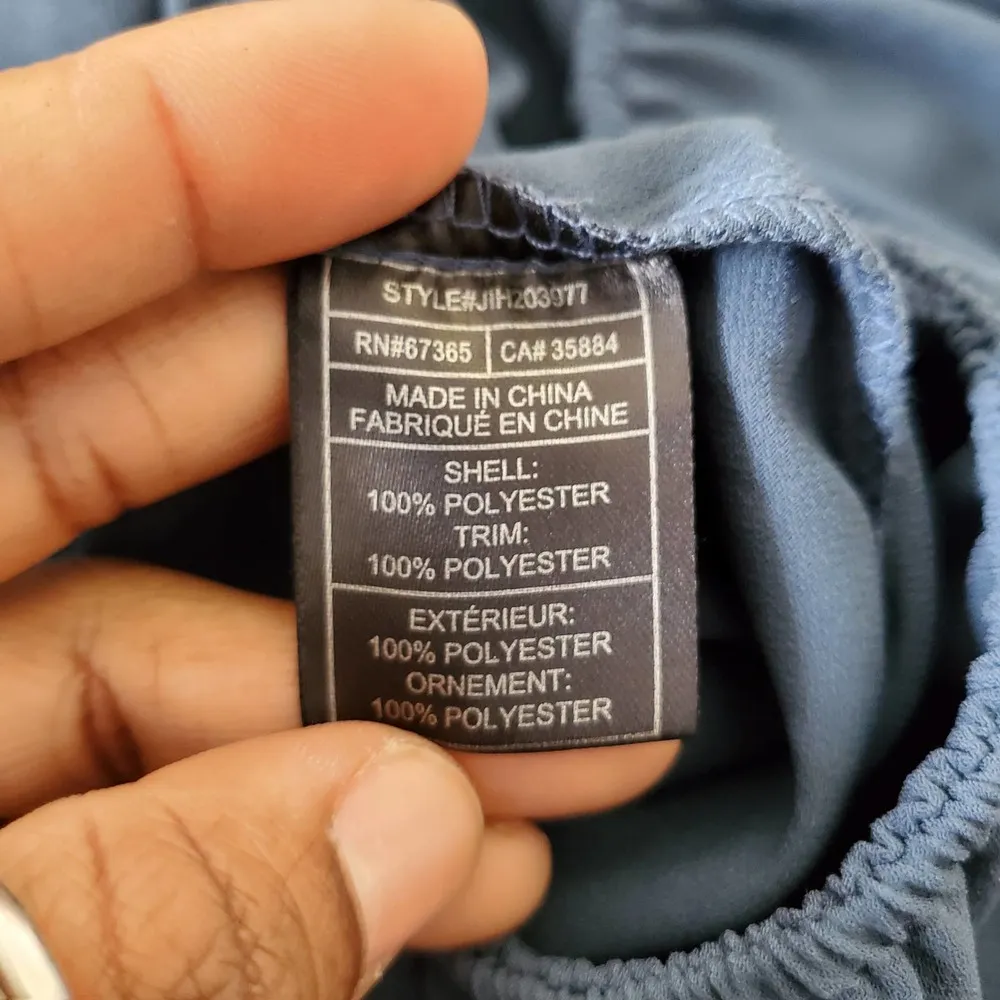 STYLE#JIH203977
RN#67365 CA# 35884
MADE IN CHINA
FABRIQUÉ EN CHINE
SHELL:
100% POLYESTER
TRIM:
100% POLYESTER
EXTÉRIEUR:
100% POLYESTER
ORNEMENT:
100% POLYESTER